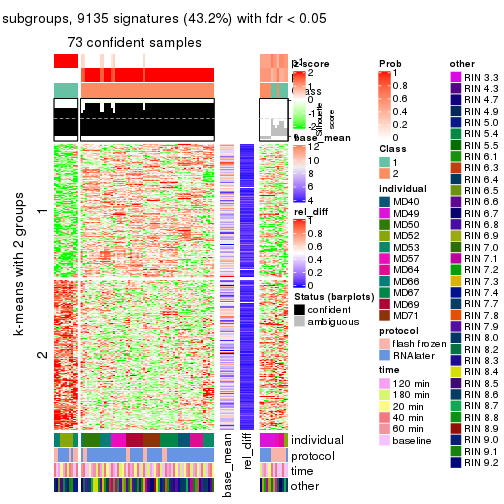 subgroups, 9135 signatures (43.2%) with fdr < 0.05
73 confident samples
k-means with 2 groups
1
2
p1
p2
Class
Silhouette
score
1
0.5
0
z-score
2
1
0
-1
-2
base_mean
12
10
8
6
4
rel_diff
1
0.8
0.6
0.4
0.2
0
Status (barplots)
confident
ambiguous
base_mean
rel_diff
individual
protocol
time
other
Prob
1
0.8
0.6
0.4
0.2
0
Class
1
2
individual
MD40
MD49
MD50
MD52
MD53
MD57
MD64
MD66
MD67
MD69
MD71
protocol
flash frozen
RNAlater
time
120 min
180 min
20 min
40 min
60 min
baseline
other
RIN 3.3
RIN 4.3
RIN 4.7
RIN 4.9
RIN 5.0
RIN 5.4
RIN 5.5
RIN 6.1
RIN 6.3
RIN 6.4
RIN 6.5
RIN 6.6
RIN 6.7
RIN 6.8
RIN 6.9
RIN 7.0
RIN 7.1
RIN 7.2
RIN 7.3
RIN 7.4
RIN 7.7
RIN 7.8
RIN 7.9
RIN 8.0
RIN 8.2
RIN 8.3
RIN 8.4
RIN 8.5
RIN 8.6
RIN 8.7
RIN 8.8
RIN 8.9
RIN 9.0
RIN 9.1
RIN 9.2